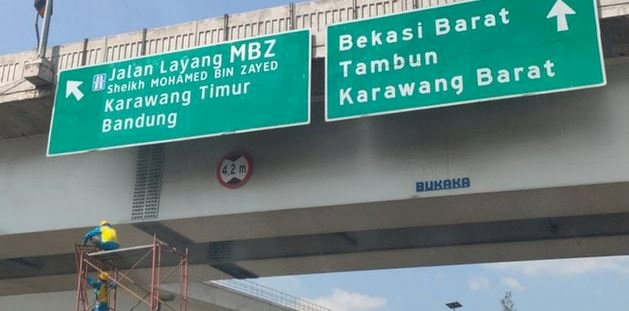 Jalan Layang MBZ
Sheikh MOHAMED BIN ZAYED
Karawang Timur
Bandung
Bekasi Barat
Tambun
Karawang Barat
4,2 m
BUKAKA